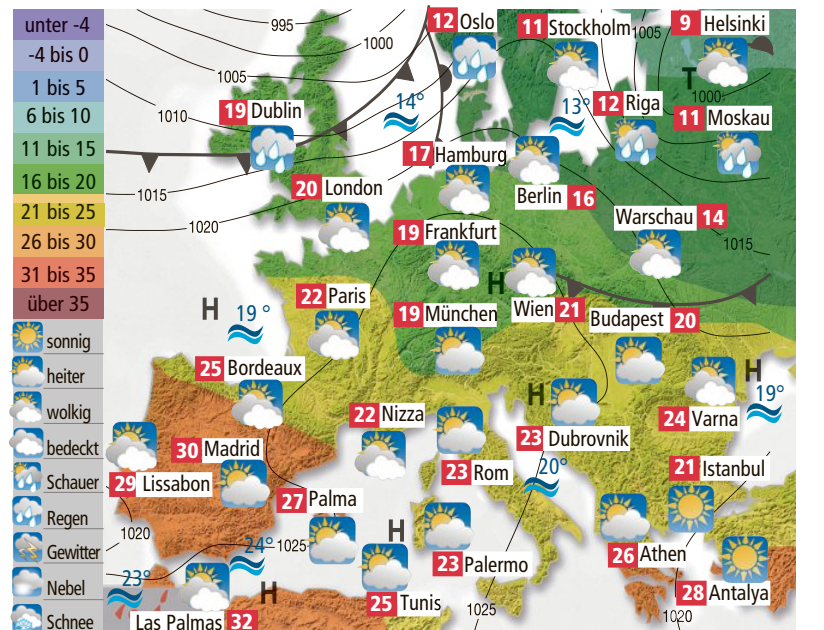 unter -4
-4 bis 0
1 bis 5
6 bis 10
11 bis 15
16 bis 20
21 bis 25
26 bis 30
31 bis 35
über 35
sonnig
heiter
wolkig
bedeckt
Schauer
Regen
Gewitter
Nebel
Schnee
995
1000
1005
1010
1015
1020
12 Oslo
11 Stockholm
1005
9 Helsinki
T
1000
19 Dublin
14°
13°
12 Riga
11 Moskau
17 Hamburg
20 London
Berlin 16
Warschau 14
1015
19 Frankfurt
H
22 Paris
H
19°
19 München
Wien 21
Budapest 20
25 Bordeaux
H
H
19°
24 Varna
22 Nizza
30 Madrid
23 Dubrovnik
29 Lissabon
23 Rom
20°
21 Istanbul
27 Palma
1020
24°
1025
H
23 Palermo
26 Athen
23°
H
28 Antalya
25 Tunis
1025
1020
Las Palmas 32